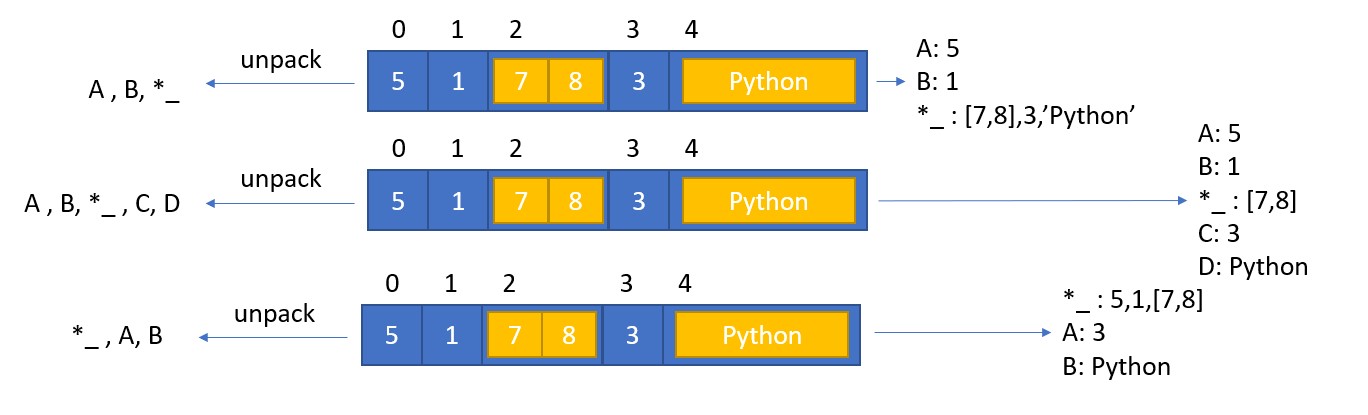 0 1 2 3 4
A , B, *_ unpack 5 1 7 8 3 Python
A: 5
B: 1
*_ : [7,8],3,’Python’
0 1 2 3 4
A , B, *_ , C, D unpack 5 1 7 8 3 Python
A: 5
B: 1
*_ : [7,8]
C: 3
D: Python
0 1 2 3 4
*_ , A, B unpack 5 1 7 8 3 Python
*_ : 5,1,[7,8]
A: 3
B: Python